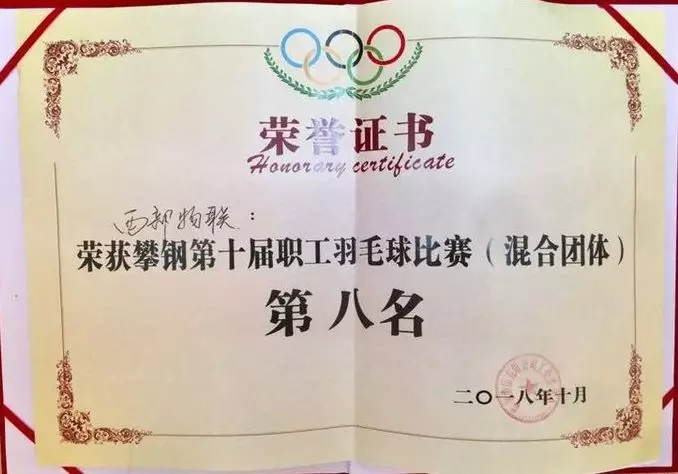 荣誉证书
Honorary certificate
西部物联：
荣获攀钢第十届职工羽毛球比赛（混合团体）
第八名
二〇一八年十月